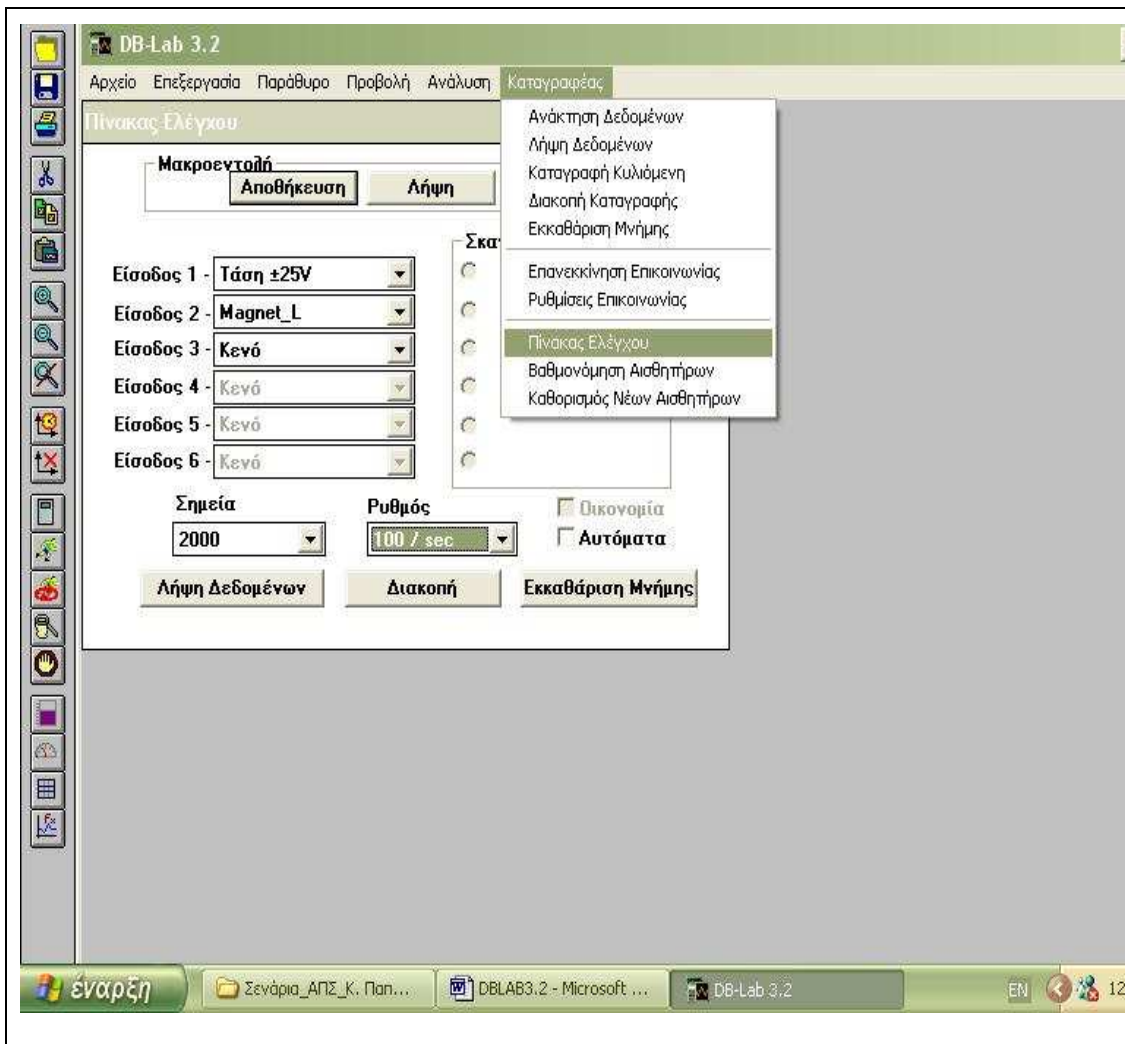 DB-Lab 3.2
Αρχείο Επεξεργασία Παράθυρο Προβολή Ανάλυση Καταγραφέας
Πίνακας Ελέγχου
Ανάκτηση Δεδομένων
Λήψη Δεδομένων
Καταγραφή Κυλιόμενη
Διακοπή Καταγραφής
Εκκαθάριση Μνήμης
Επανεκκίνηση Επικοινωνίας
Ρυθμίσεις Επικοινωνίας
Πίνακας Ελέγχου
Βαθμονόμηση Αισθητήρων
Καθορισμός Νέων Αισθητήρων
Μακροεντολή
Αποθήκευση Λήψη
Σκα
Είσοδος 1 - Τάση ±25V
Είσοδος 2 - Magnet_L
Είσοδος 3 - Κενό
Είσοδος 4 - Κενό
Είσοδος 5 - Κενό
Είσοδος 6 - Κενό
Σημεία Ρυθμός Οικονομία
2000 100 / sec Αυτόματα
Λήψη Δεδομένων Διακοπή Εκκαθάριση Μνήμης
έναρξη Σενάρια_ΑΠΣ_Κ. Παπ... DBLAB3.2 - Microsoft ... DB-Lab 3.2 EN 12